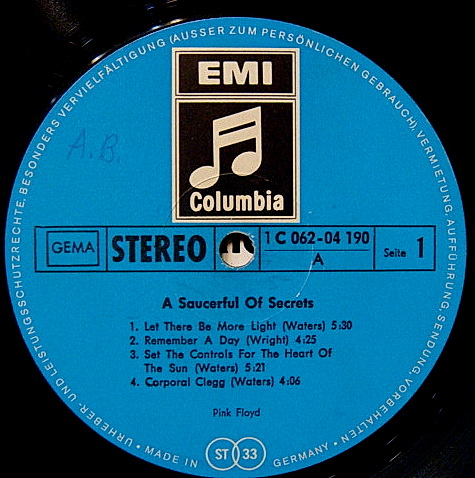 URHEBER- UND LEISTUNGSSCHUTZRECHTE, BESONDERS VERVIELFÄLTIGUNG (AUSSER ZUM PERSÖNLICHEN GEBRAUCH), VERMIETUNG, AUFFÜHRUNG, SENDUNG, VORBEHALTEN
EMI
A.B.
Columbia
GEMA
STEREO
1 C 062-04 190
A
Seite 1
A Saucerful Of Secrets
1. Let There Be More Light (Waters) 5:30
2. Remember A Day (Wright) 4:25
3. Set The Controls For The Heart Of
The Sun (Waters) 5:21
4. Corporal Clegg (Waters) 4:06
Pink Floyd
• MADE IN ST 33 GERMANY •